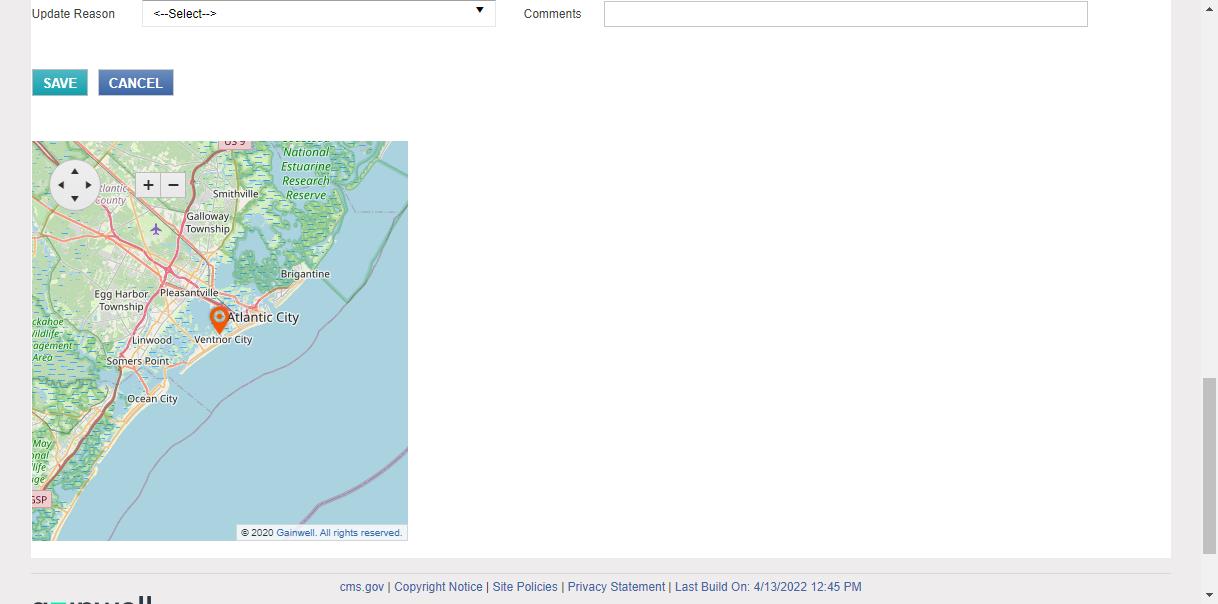 Update Reason <--Select--> Comments
SAVE CANCEL
US 9
National
Estuarine
Research
Reserve
Atlantic
County
+ −
Smithville
Galloway
Township
Brigantine
Egg Harbor
Township
Pleasantville
Atlantic City
ckahoe
Wildlife
agement
Area
Linwood
Ventnor City
Somers Point
Ocean City
May
onal
life
uge
GSP
© 2020 Gainwell. All rights reserved.
cms.gov | Copyright Notice | Site Policies | Privacy Statement | Last Build On: 4/13/2022 12:45 PM
gainwell